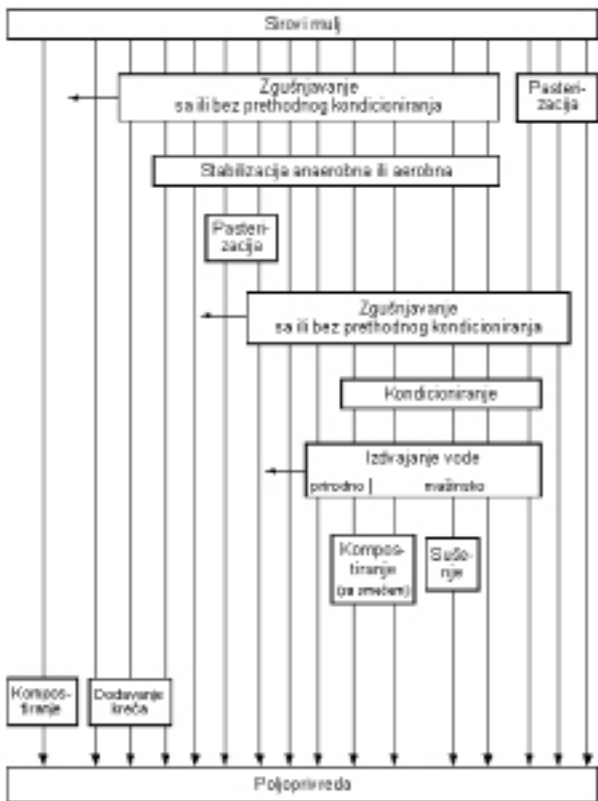 Sirovi mulj
Zgušnjavanje
sa ili bez prethodnog kondicioniranja
Pasteri-
zacija
Stabilizacija anaerobna ili aerobna
Pasteri-
zacija
Zgušnjavanje
sa ili bez prethodnog kondicioniranja
Kondicioniranje
Izdvajanje vode
prirodno | mašinsko
Kompos-
tiranje
(sa smećem)
Suše-
nje
Kompos-
tiranje
Dodavanje
kreča
Poljoprivreda